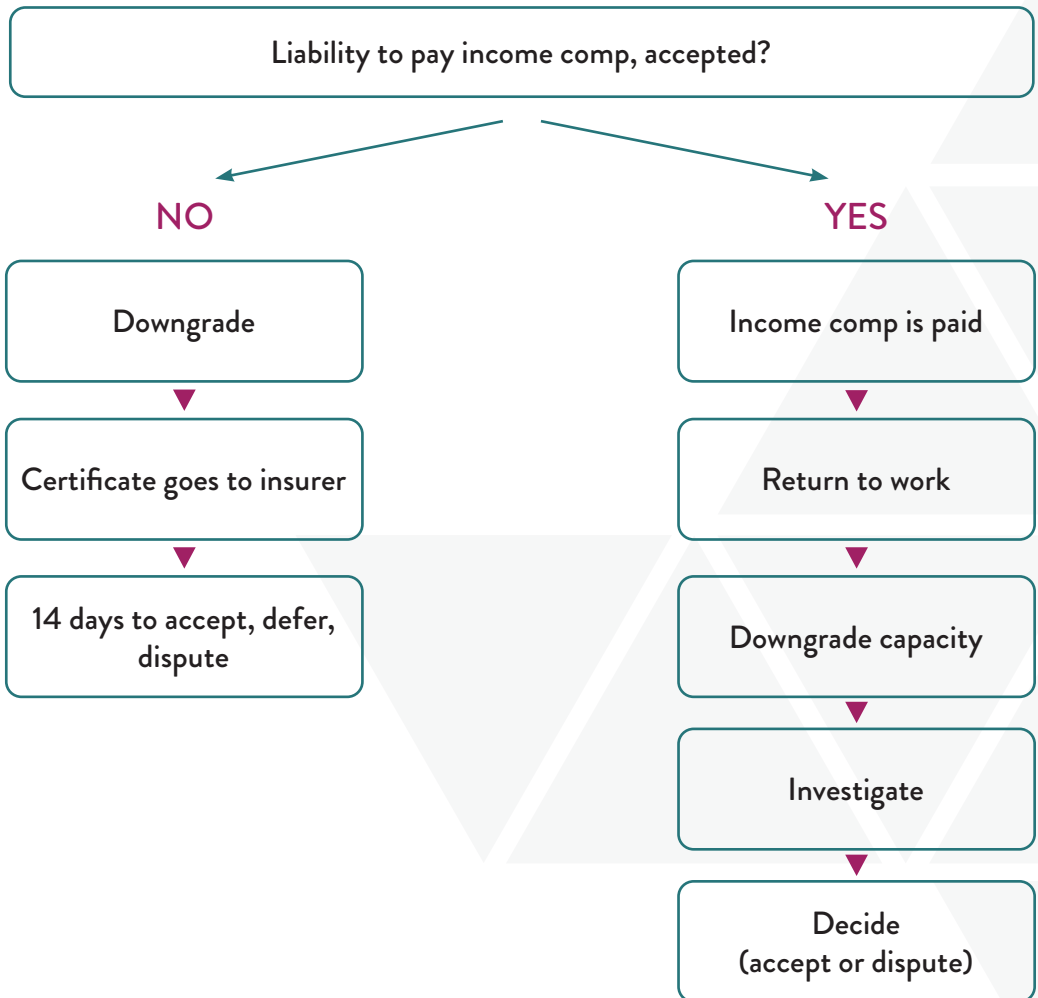 Liability to pay income comp, accepted?
NO
Downgrade
Certificate goes to insurer
14 days to accept, defer,
dispute
YES
Income comp is paid
Return to work
Downgrade capacity
Investigate
Decide
(accept or dispute)